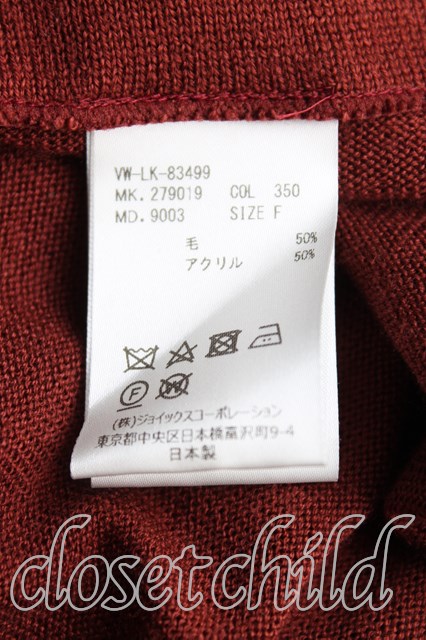 VW-LK-83499
MK. 279019 COL 350
MD. 9003 SIZE F
毛 50%
アクリル 50%
F
W
(株)ジョイックスコーポレーション
東京都中央区日本橋富沢町9-4
日本製
closet child